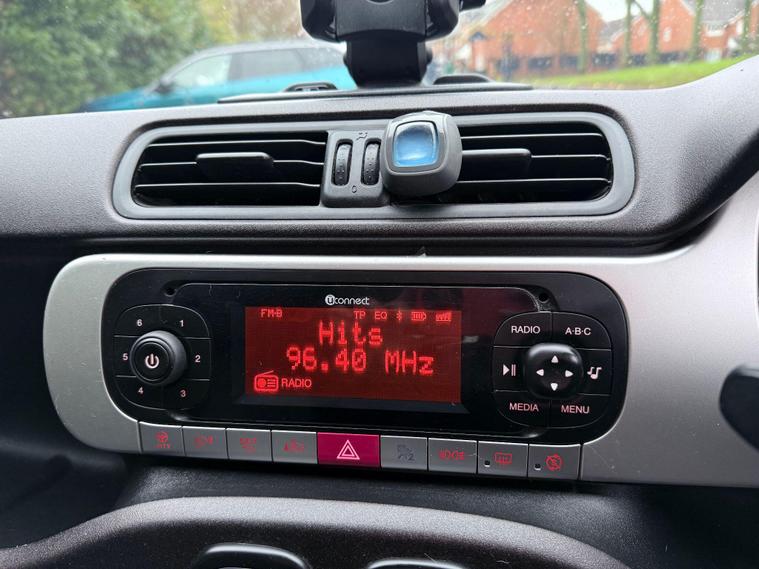 Uconnect
FM-D TP EQ
Hits
96.40 MHz
RADIO
6 1
5 2
4 3
RADIO A·B·C
MEDIA MENU